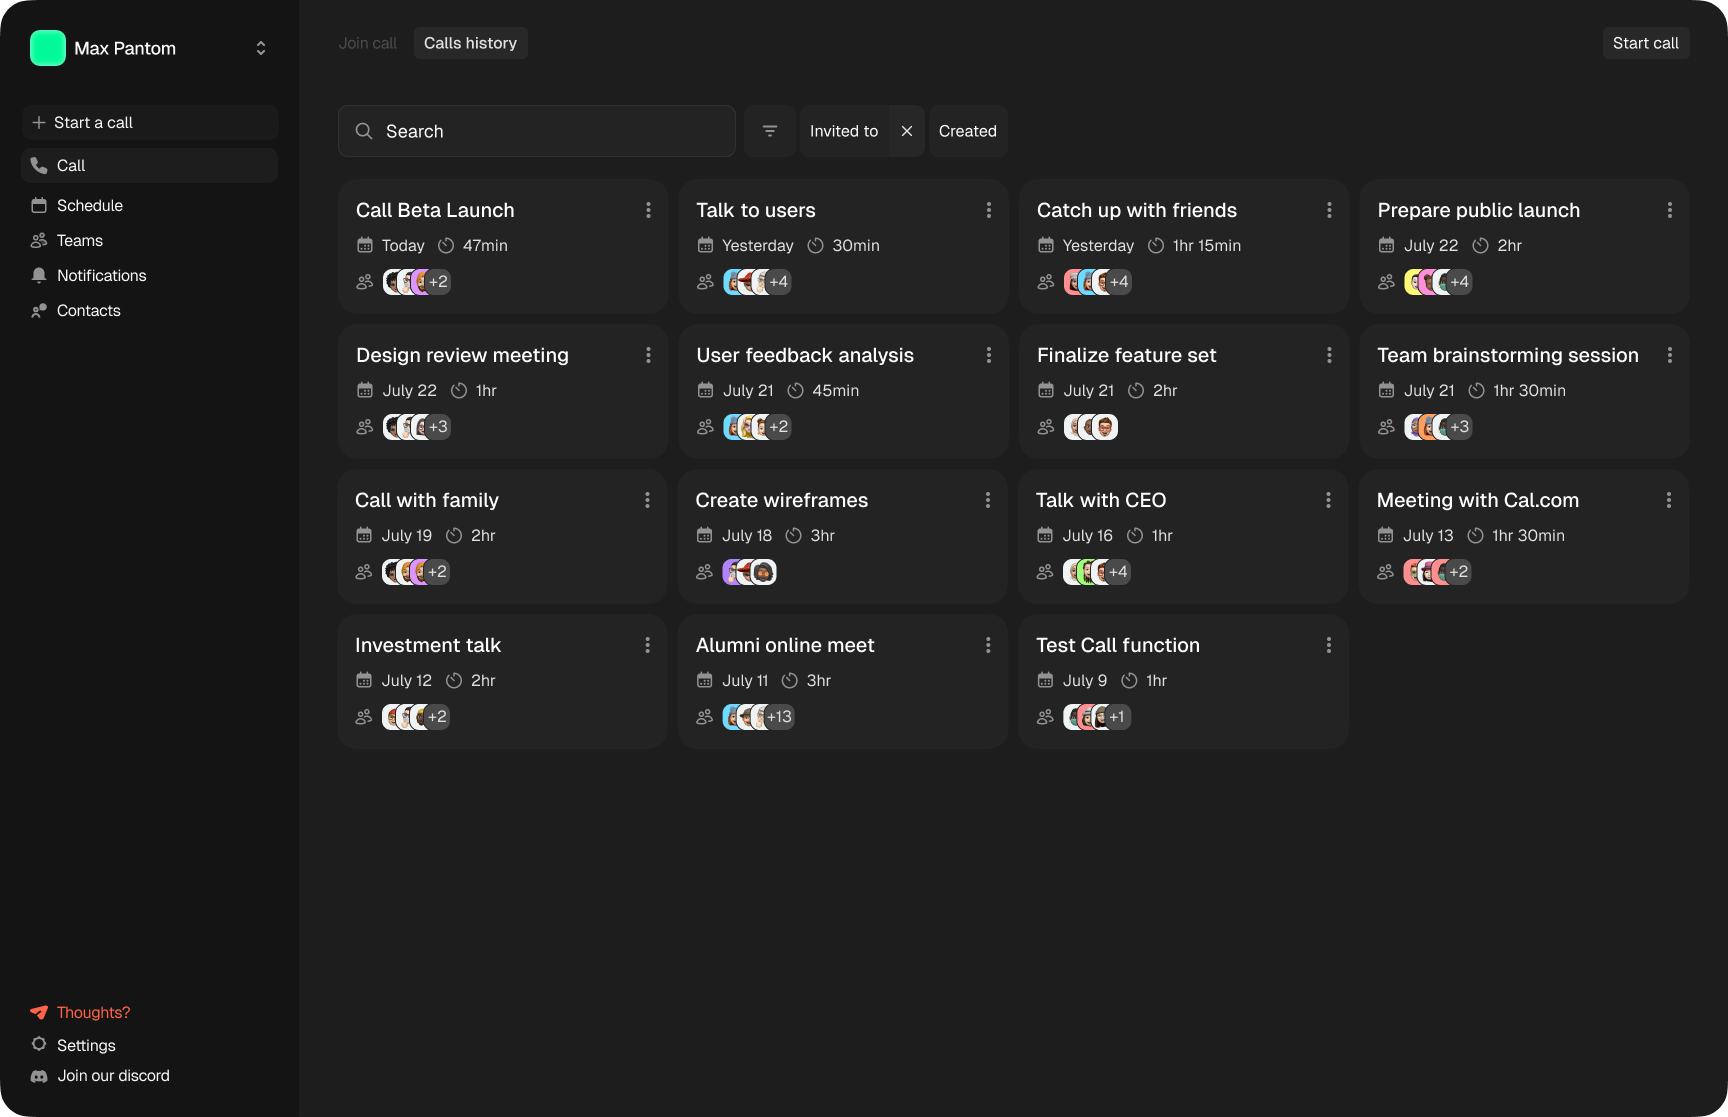 Max Pantom
Start a call
Call
Schedule
Teams
Notifications
Contacts
Thoughts?
Settings
Join our discord
Join call
Calls history
Start call
Search
Invited to
Created
Call Beta Launch
Today 47min
+2
Talk to users
Yesterday 30min
+4
Catch up with friends
Yesterday 1hr 15min
+4
Prepare public launch
July 22 2hr
+4
Design review meeting
July 22 1hr
+3
User feedback analysis
July 21 45min
+2
Finalize feature set
July 21 2hr
Team brainstorming session
July 21 1hr 30min
+3
Call with family
July 19 2hr
+2
Create wireframes
July 18 3hr
Talk with CEO
July 16 1hr
+4
Meeting with Cal.com
July 13 1hr 30min
+2
Investment talk
July 12 2hr
+2
Alumni online meet
July 11 3hr
+13
Test Call function
July 9 1hr
+1